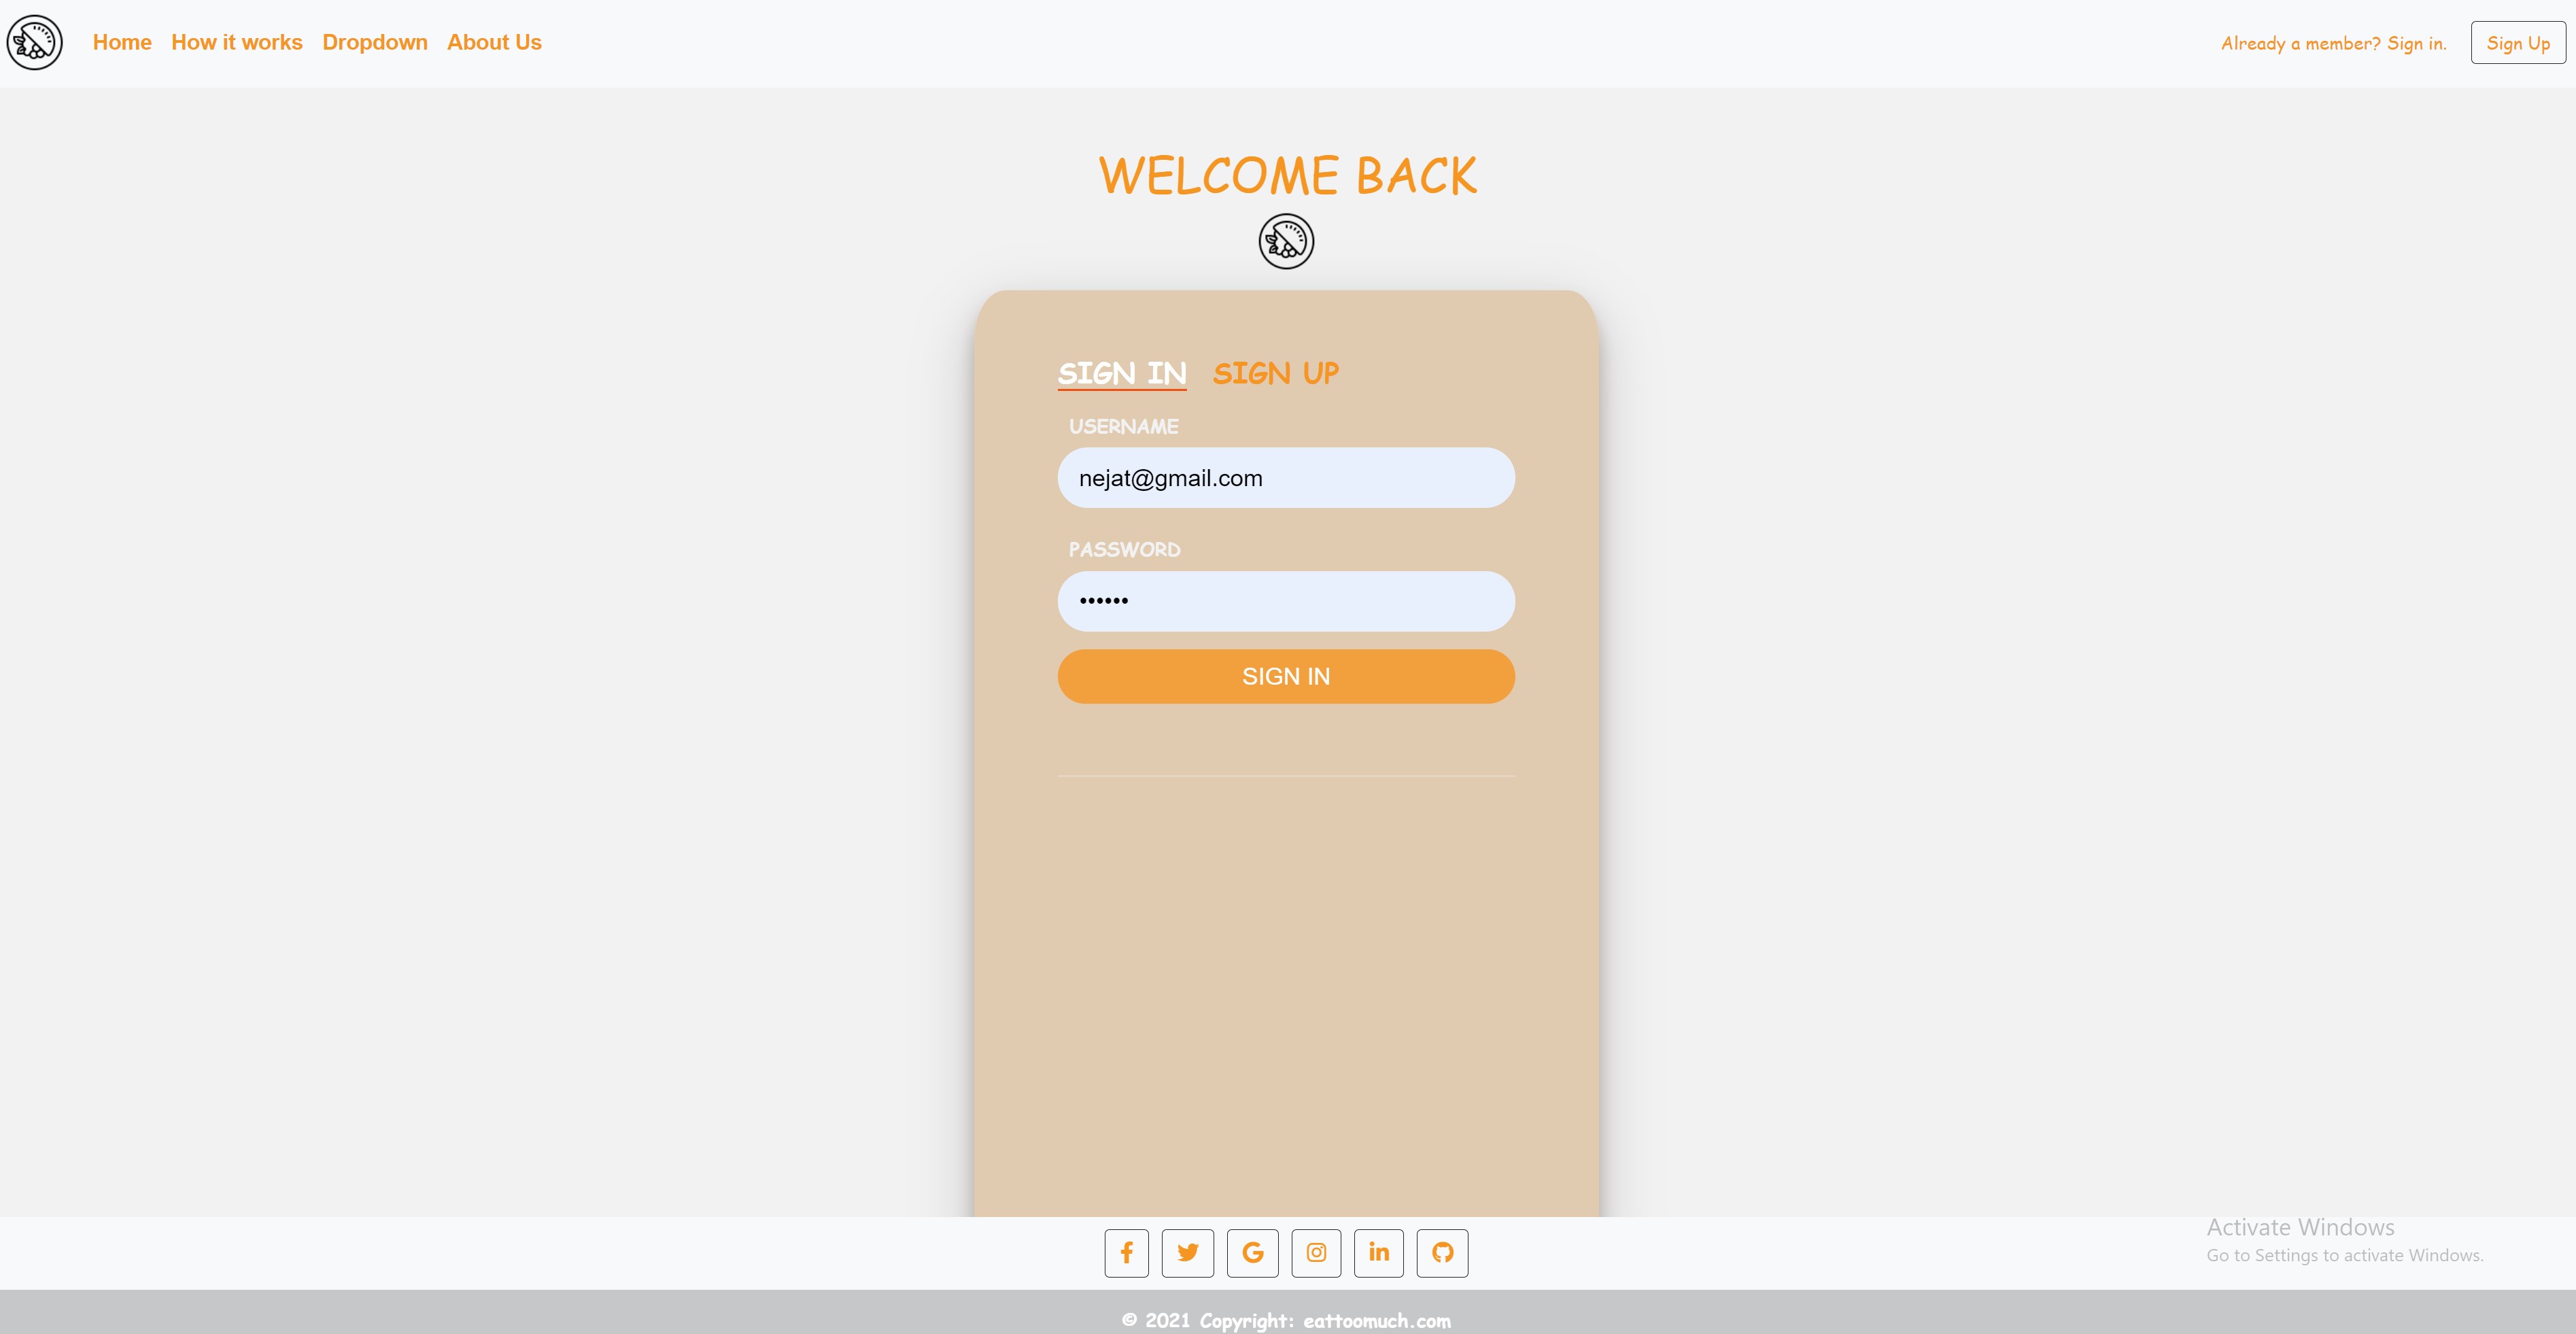 Home How it works Dropdown About Us Already a member? Sign in. Sign Up
WELCOME BACK
SIGN IN SIGN UP
USERNAME
nejat@gmail.com
PASSWORD
••••••
SIGN IN
Activate Windows
Go to Settings to activate Windows.
© 2021 Copyright: eattoomuch.com